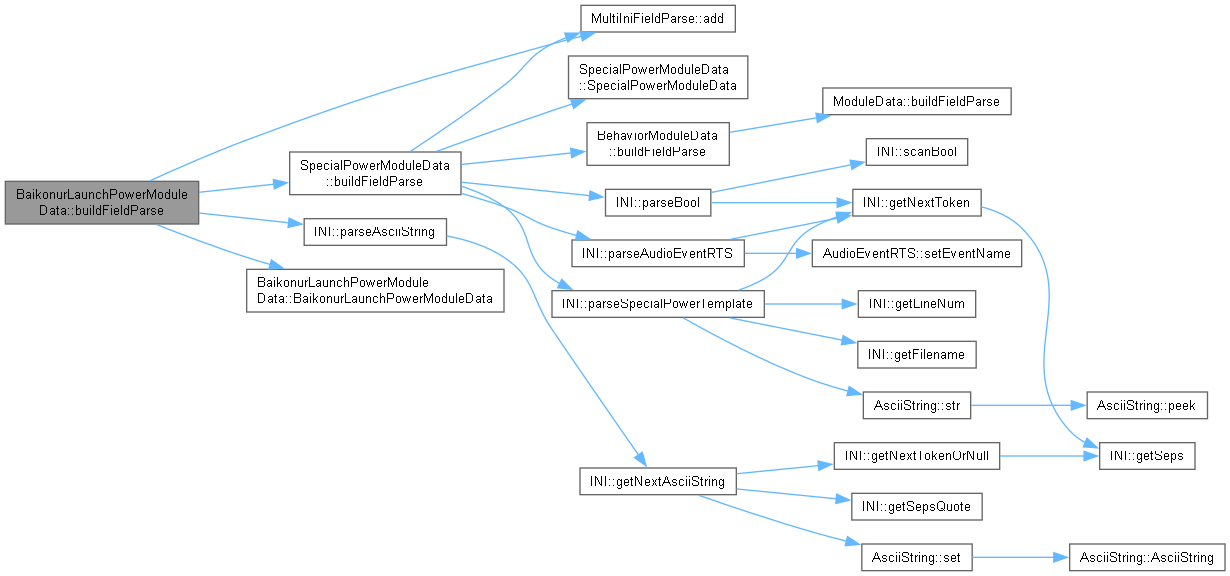 MultiIniFieldParse::add
SpecialPowerModuleData
::SpecialPowerModuleData
ModuleData::buildFieldParse
BehaviorModuleData
::buildFieldParse
INI::scanBool
SpecialPowerModuleData
::buildFieldParse
BaikonurLaunchPowerModule
Data::buildFieldParse
INI::parseBool
INI::getNextToken
INI::parseAsciiString
INI::parseAudioEventRTS
AudioEventRTS::setEventName
BaikonurLaunchPowerModule
Data::BaikonurLaunchPowerModuleData
INI::parseSpecialPowerTemplate
INI::getLineNum
INI::getFilename
AsciiString::str
AsciiString::peek
INI::getNextTokenOrNull
INI::getSeps
INI::getNextAsciiString
INI::getSepsQuote
AsciiString::set
AsciiString::AsciiString